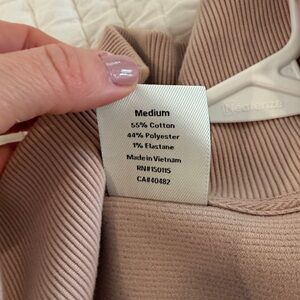 Medium
55% Cotton
44% Polyester
1% Elastane
Made in Vietnam
RN#150115
CA#40482